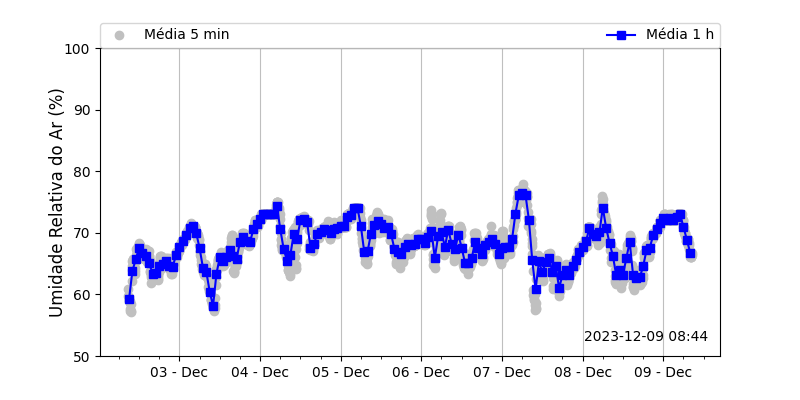 Média 5 min Média 1 h
Umidade Relativa do Ar (%)
100
90
80
70
60
50
2023-12-09 08:44
03 - Dec 04 - Dec 05 - Dec 06 - Dec 07 - Dec 08 - Dec 09 - Dec